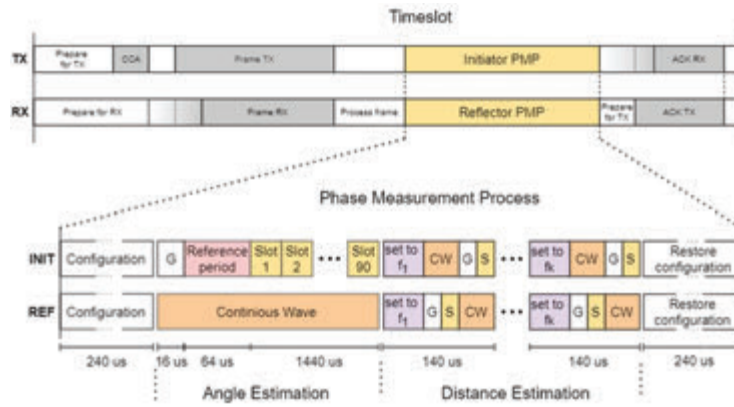 Timeslot
TX
Prepare for TX
CCA
Frame TX
Initiator PMP
ACK RX
RX
Prepare for RX
Frame RX
Process frame
Reflector PMP
Prepare for TX
ACK TX
Phase Measurement Process
INIT
Configuration
G
Reference period
Slot 1
Slot 2
Slot 90
set to f1
CW
G
S
set to fk
CW
G
S
Restore configuration
REF
Configuration
Continious Wave
set to f1
G
S
CW
set to fk
G
S
CW
Restore configuration
240 us
16 us
64 us
1440 us
140 us
140 us
240 us
Angle Estimation
Distance Estimation